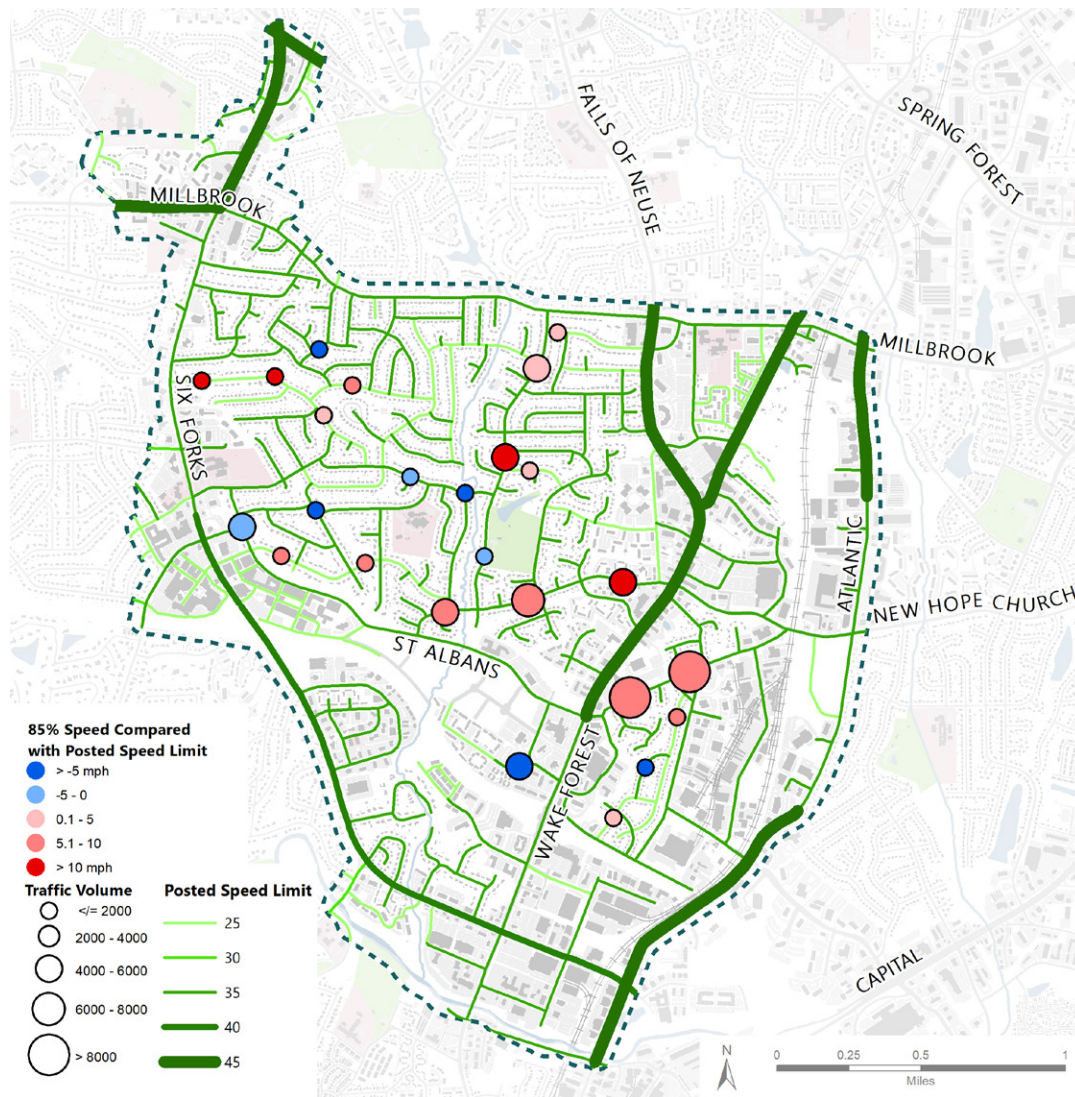 FALLS OF NEUSE
SPRING FOREST
MILLBROOK
MILLBROOK
SIX FORKS
ATLANTIC
NEW HOPE CHURCH
ST ALBANS
WAKE FOREST
CAPITAL
85% Speed Compared
with Posted Speed Limit
> -5 mph
-5 - 0
0.1 - 5
5.1 - 10
> 10 mph
Traffic Volume
</= 2000
2000 - 4000
4000 - 6000
6000 - 8000
> 8000
Posted Speed Limit
25
30
35
40
45
N
0 0.25 0.5 1
Miles